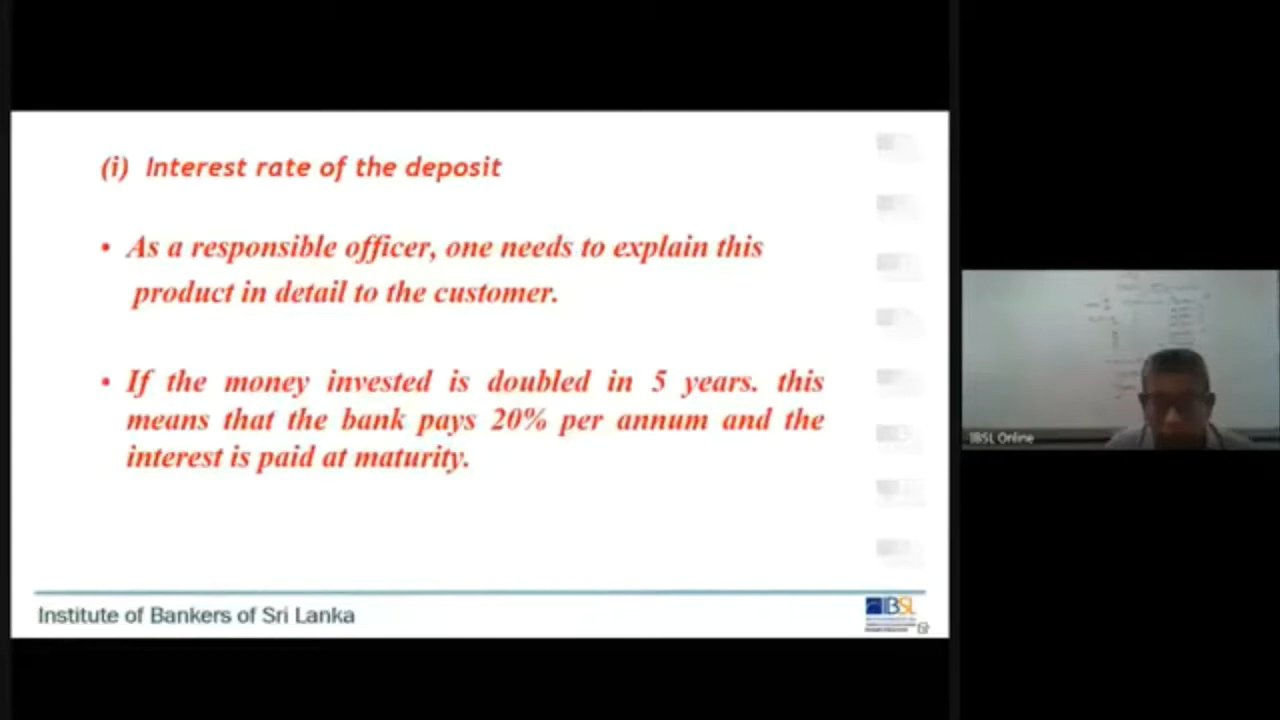 (i) Interest rate of the deposit
• As a responsible officer, one needs to explain this
product in detail to the customer.
• If the money invested is doubled in 5 years. this
means that the bank pays 20% per annum and the
interest is paid at maturity.
Institute of Bankers of Sri Lanka
IBSL
IBSL Online